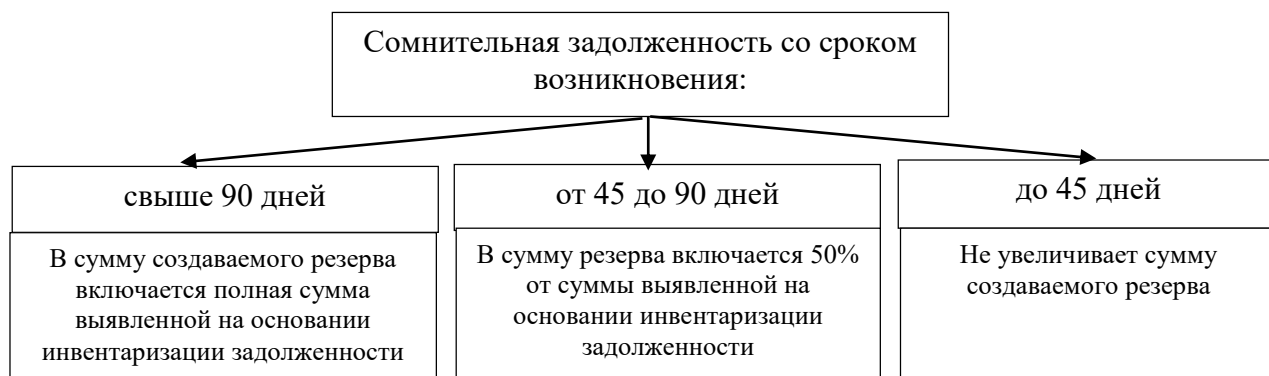 Сомнительная задолженность со сроком
возникновения:
свыше 90 дней
В сумму создаваемого резерва
включается полная сумма
выявленной на основании
инвентаризации задолженности
от 45 до 90 дней
В сумму резерва включается 50%
от суммы выявленной на
основании инвентаризации
задолженности
до 45 дней
Не увеличивает сумму
создаваемого резерва